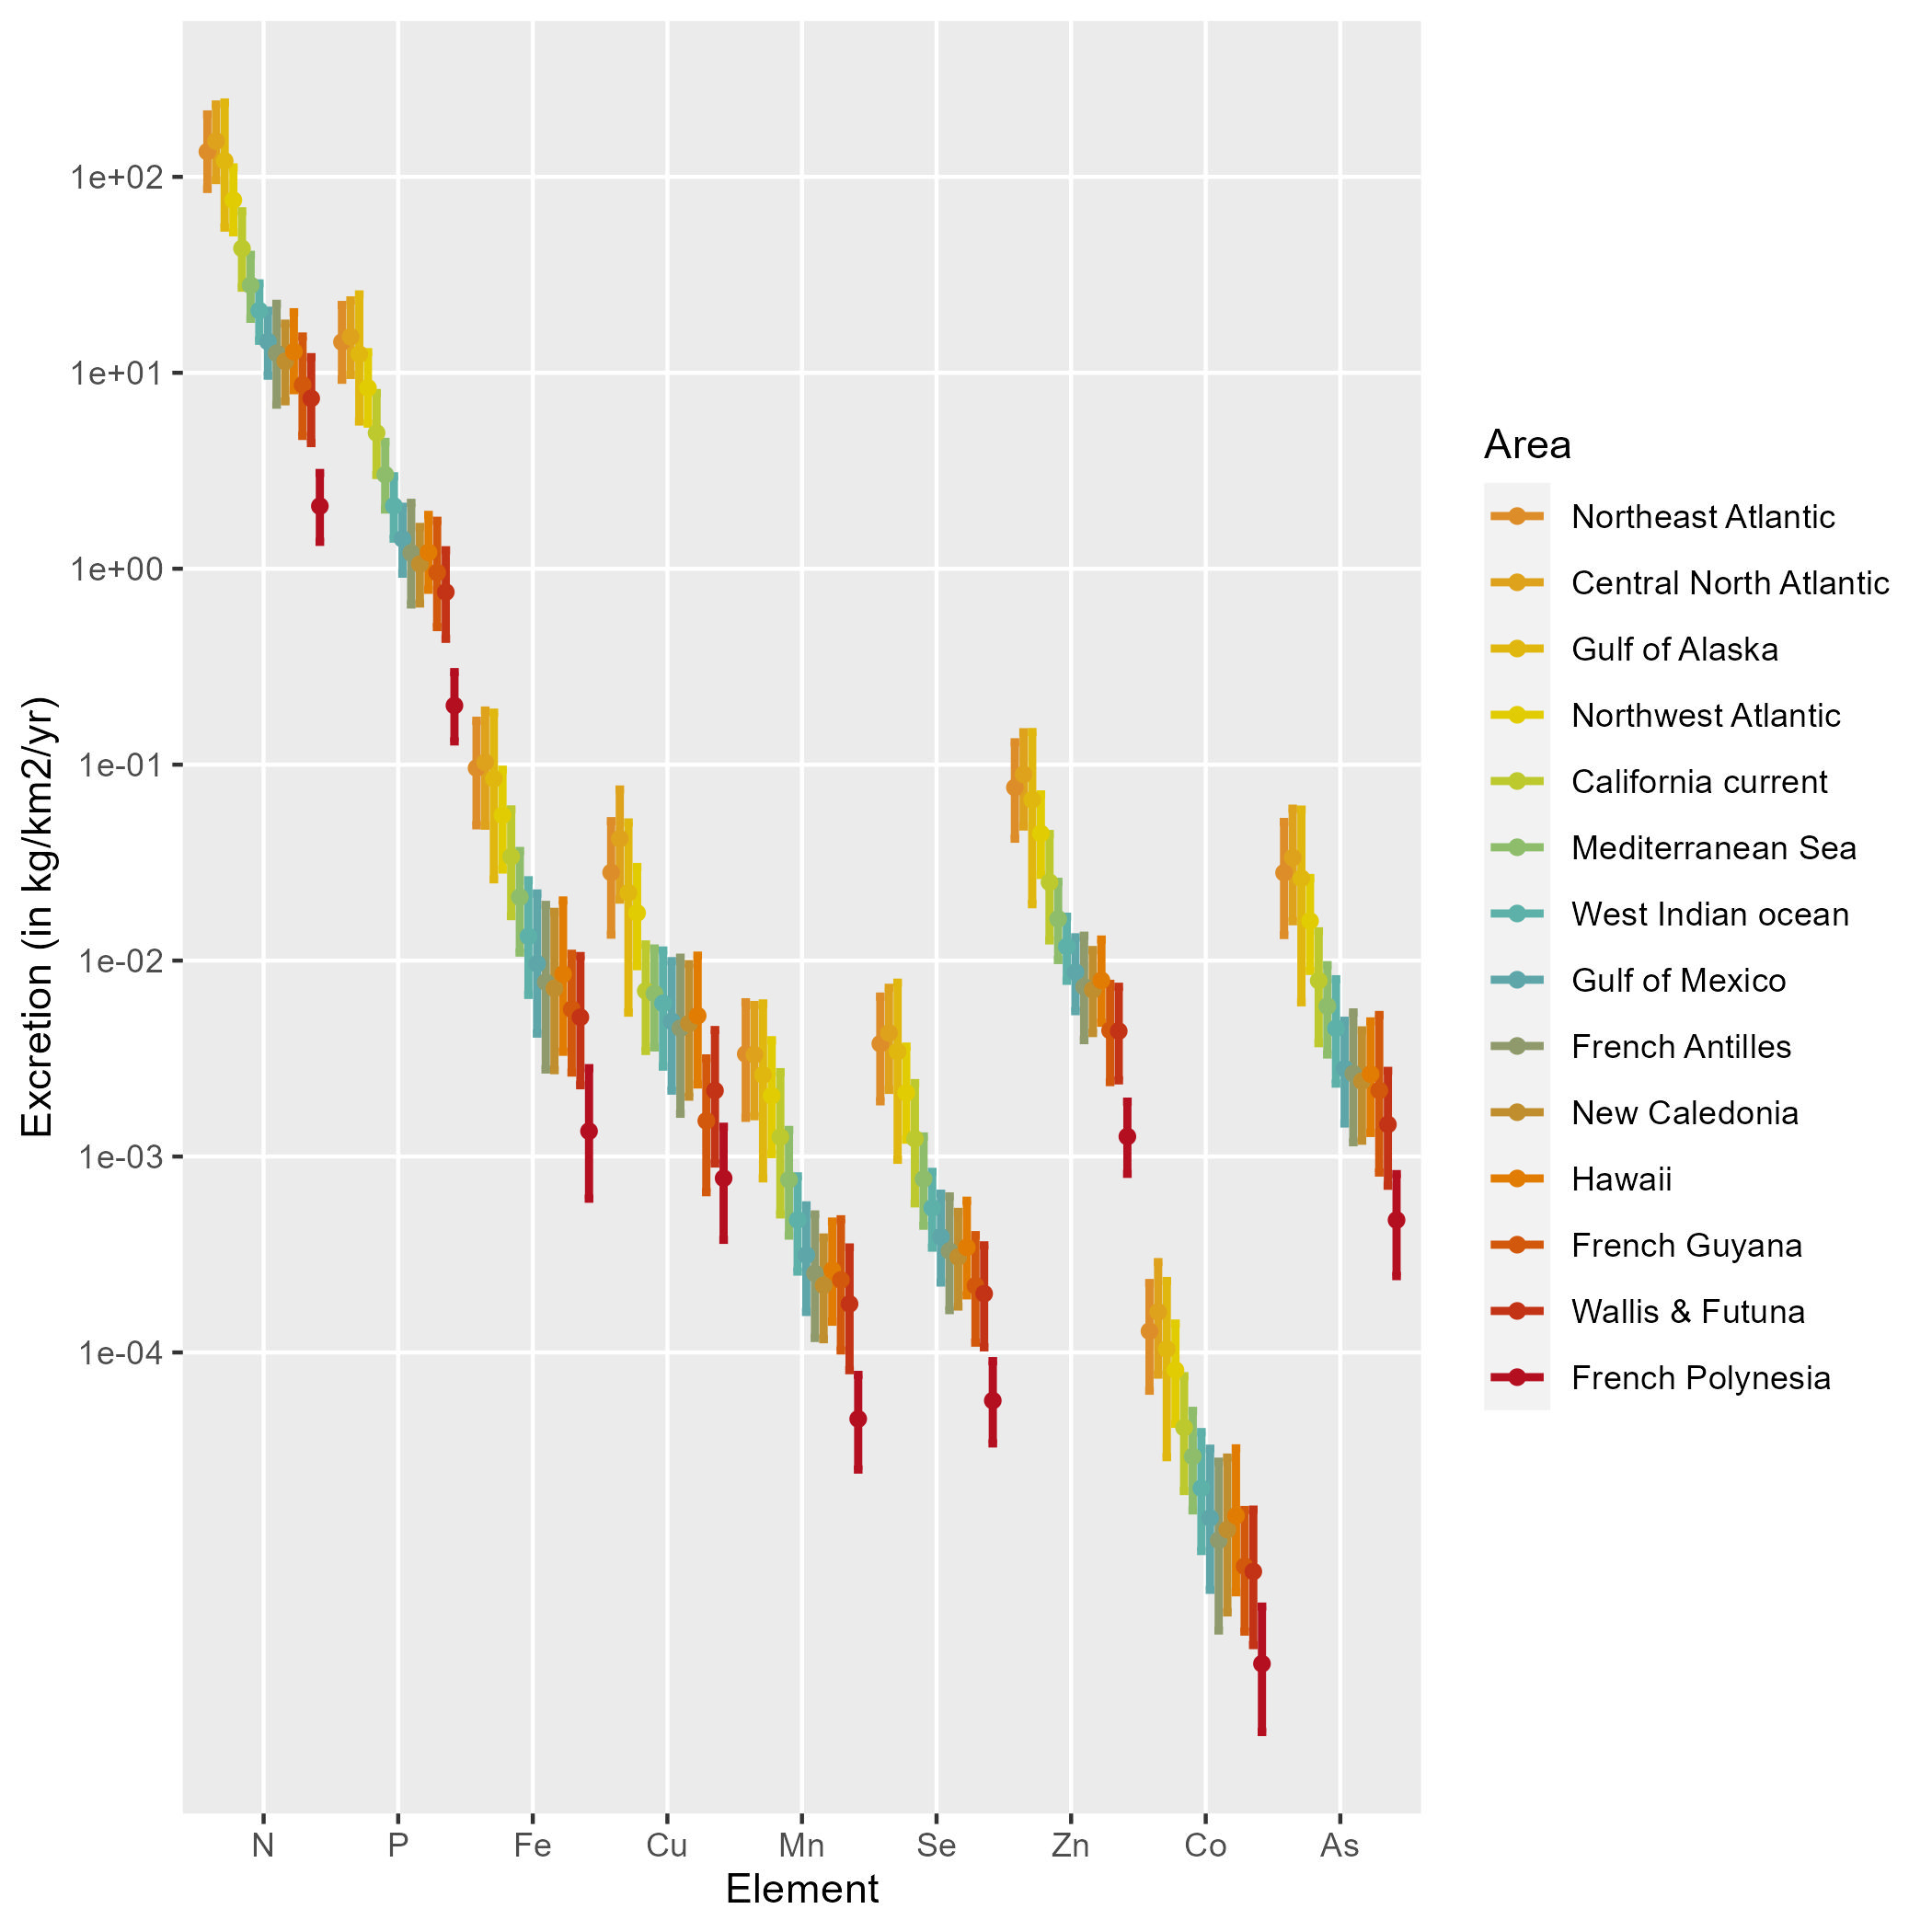 Excretion (in kg/km2/yr)
1e+02
1e+01
1e+00
1e-01
1e-02
1e-03
1e-04
N P Fe Cu Mn Se Zn Co As
Element
Area
Northeast Atlantic
Central North Atlantic
Gulf of Alaska
Northwest Atlantic
California current
Mediterranean Sea
West Indian ocean
Gulf of Mexico
French Antilles
New Caledonia
Hawaii
French Guyana
Wallis & Futuna
French Polynesia